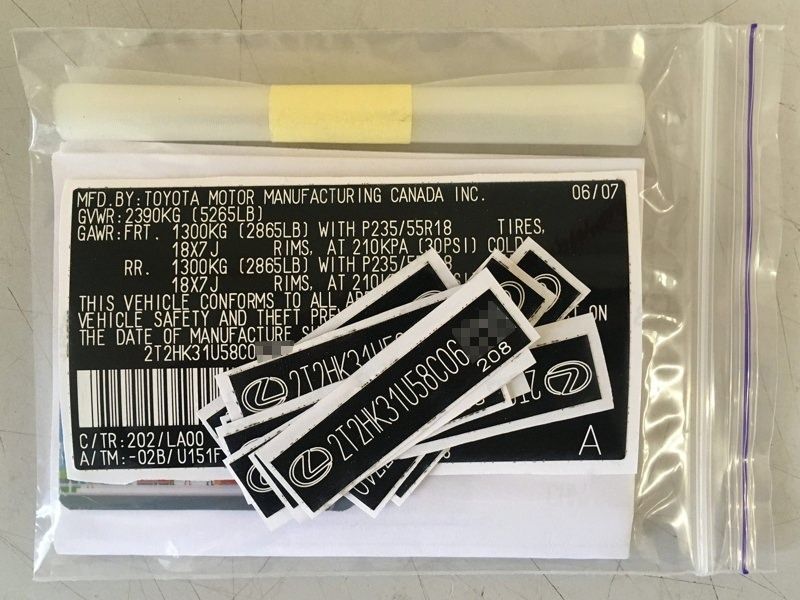 MFD.BY:TOYOTA MOTOR MANUFACTURING CANADA INC. 06/07
GVWR:2390KG (5265LB)
GAWR:FRT. 1300KG (2865LB) WITH P235/55R18 TIRES,
18X7J RIMS, AT 210KPA (30PSI) COLD
RR. 1300KG (2865LB) WITH P235/
18X7J RIMS, AT
THIS VEHICLE CONFORMS TO ALL
VEHICLE SAFETY AND THEFT ON
THE DATE OF MANUFACTURE
2T2HK31U58C0
C/TR:202/LA00
A/TM:-02B/U151F
A
2T2HK31U58C06
208